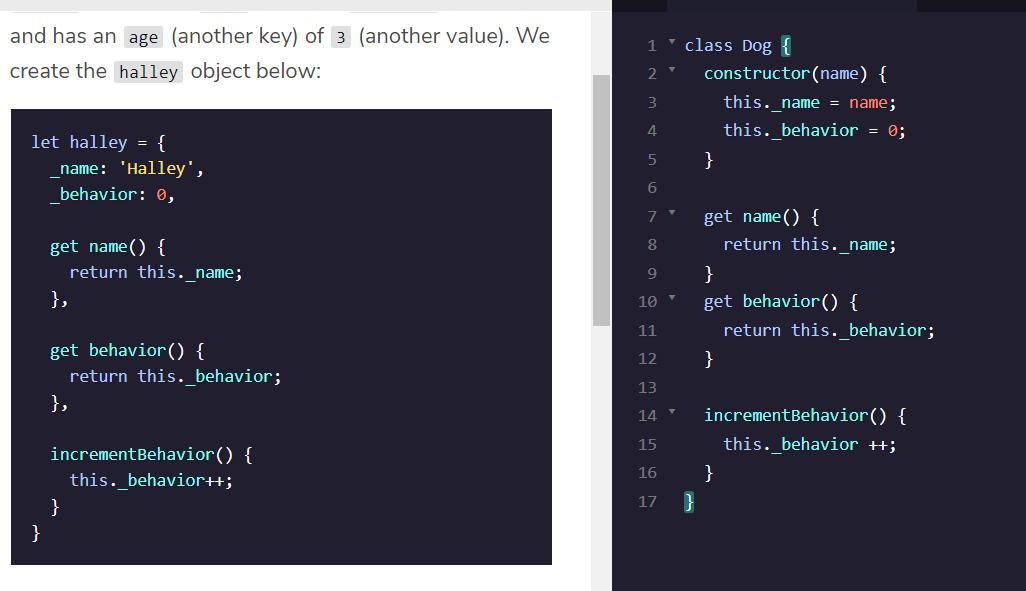 and has an age (another key) of 3 (another value). We
create the halley object below:
let halley = {
  _name: 'Halley',
  _behavior: 0,
  get name() {
    return this._name;
  },
  get behavior() {
    return this._behavior;
  },
  incrementBehavior() {
    this._behavior++;
  }
}
1 class Dog {
2   constructor(name) {
3     this._name = name;
4     this._behavior = 0;
5   }
6
7   get name() {
8     return this._name;
9   }
10   get behavior() {
11     return this._behavior;
12   }
13
14   incrementBehavior() {
15     this._behavior ++;
16   }
17 }